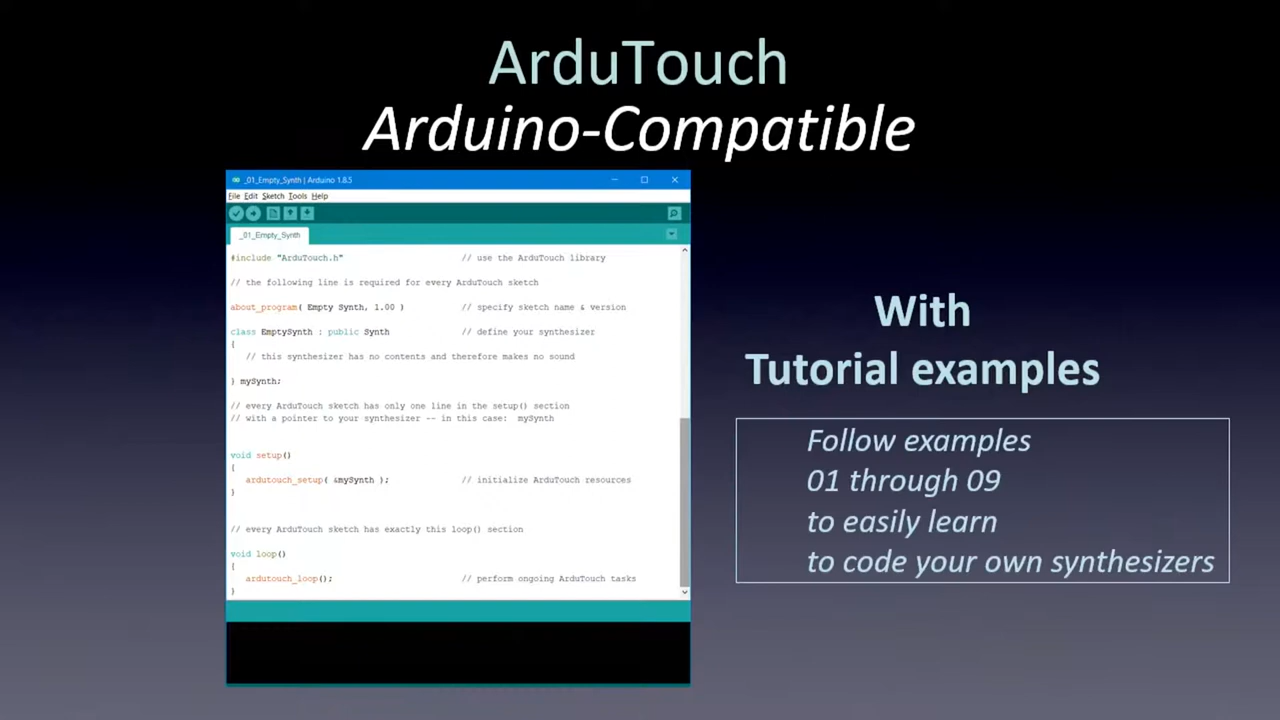 ArduTouch
Arduino-Compatible
_01_Empty_Synth | Arduino 1.8.5
File Edit Sketch Tools Help
_01_Empty_Synth
#include "ArduTouch.h" // use the ArduTouch library
// the following line is required for every ArduTouch sketch
about_program( Empty Synth, 1.00 ) // specify sketch name & version
class EmptySynth : public Synth // define your synthesizer
{
// this synthesizer has no contents and therefore makes no sound
} mySynth;
// every ArduTouch sketch has only one line in the setup() section
// with a pointer to your synthesizer -- in this case: mySynth
void setup()
{
ardutouch_setup( &mySynth ); // initialize ArduTouch resources
}
// every ArduTouch sketch has exactly this loop() section
void loop()
{
ardutouch_loop(); // perform ongoing ArduTouch tasks
}
With
Tutorial examples
Follow examples
01 through 09
to easily learn
to code your own synthesizers